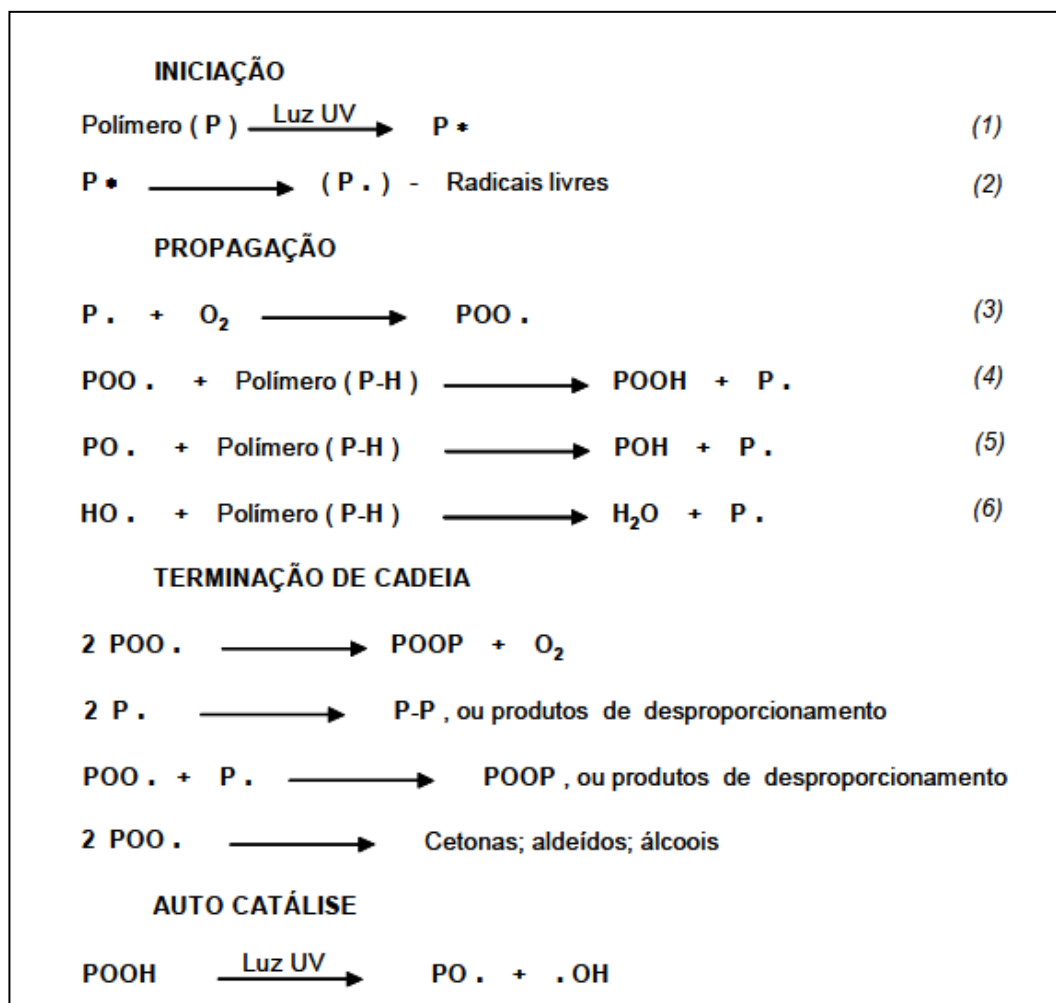 INICIAÇÃO
Polímero ( P ) Luz UV P * (1)
P * ( P . ) - Radicais livres (2)
PROPAGAÇÃO
P . + O₂ POO . (3)
POO . + Polímero ( P-H ) POOH + P . (4)
PO . + Polímero ( P-H ) POH + P . (5)
HO . + Polímero ( P-H ) H₂O + P . (6)
TERMINAÇÃO DE CADEIA
2 POO . POOP + O₂
2 P . P-P , ou produtos de desproporcionamento
POO . + P . POOP , ou produtos de desproporcionamento
2 POO . Cetonas; aldeídos; álcoois
AUTO CATÁLISE
POOH Luz UV PO . + . OH